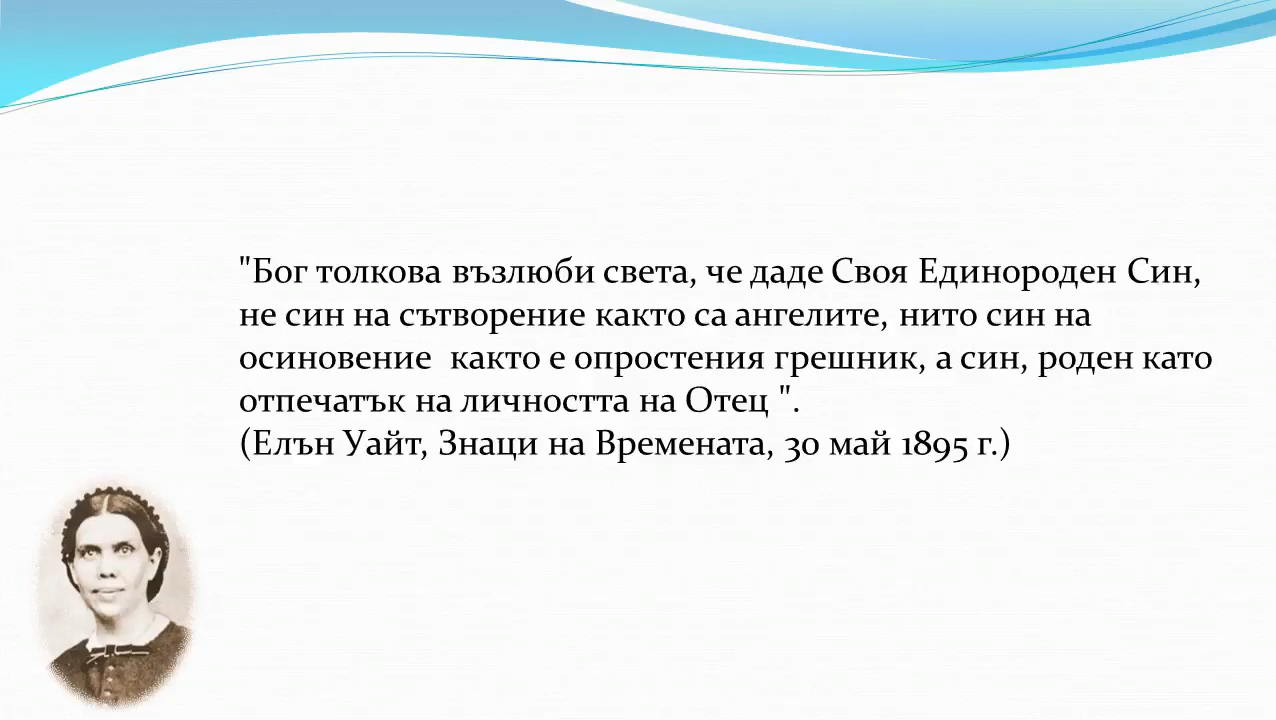 "Бог толкова възлюби света, че даде Своя Единороден Син,
не син на сътворение както са ангелите, нито син на
осиновение  както е опростения грешник, а син, роден като
отпечатък на личността на Отец ".
(Елън Уайт, Знаци на Времената, 30 май 1895 г.)